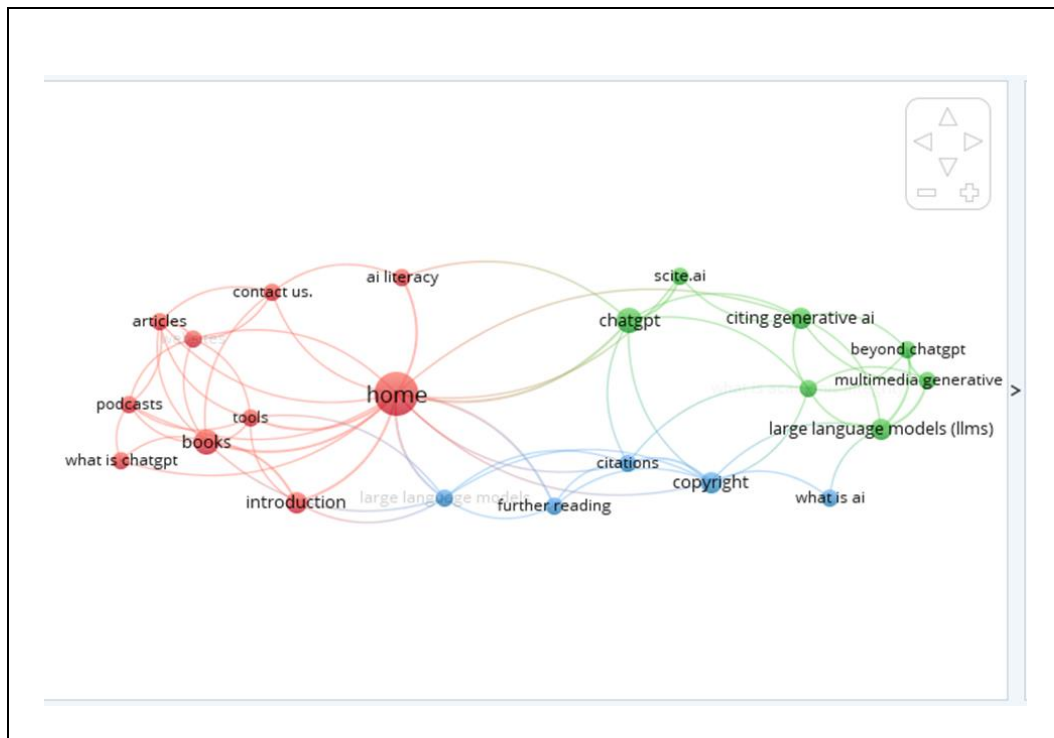 scite.ai
ai literacy
contact us.
articles
chatgpt
citing generative ai
beyond chatgpt
multimedia generative
home
podcasts
tools
books
large language models (llms)
what is chatgpt
citations
copyright
introduction
large language models
further reading
what is ai